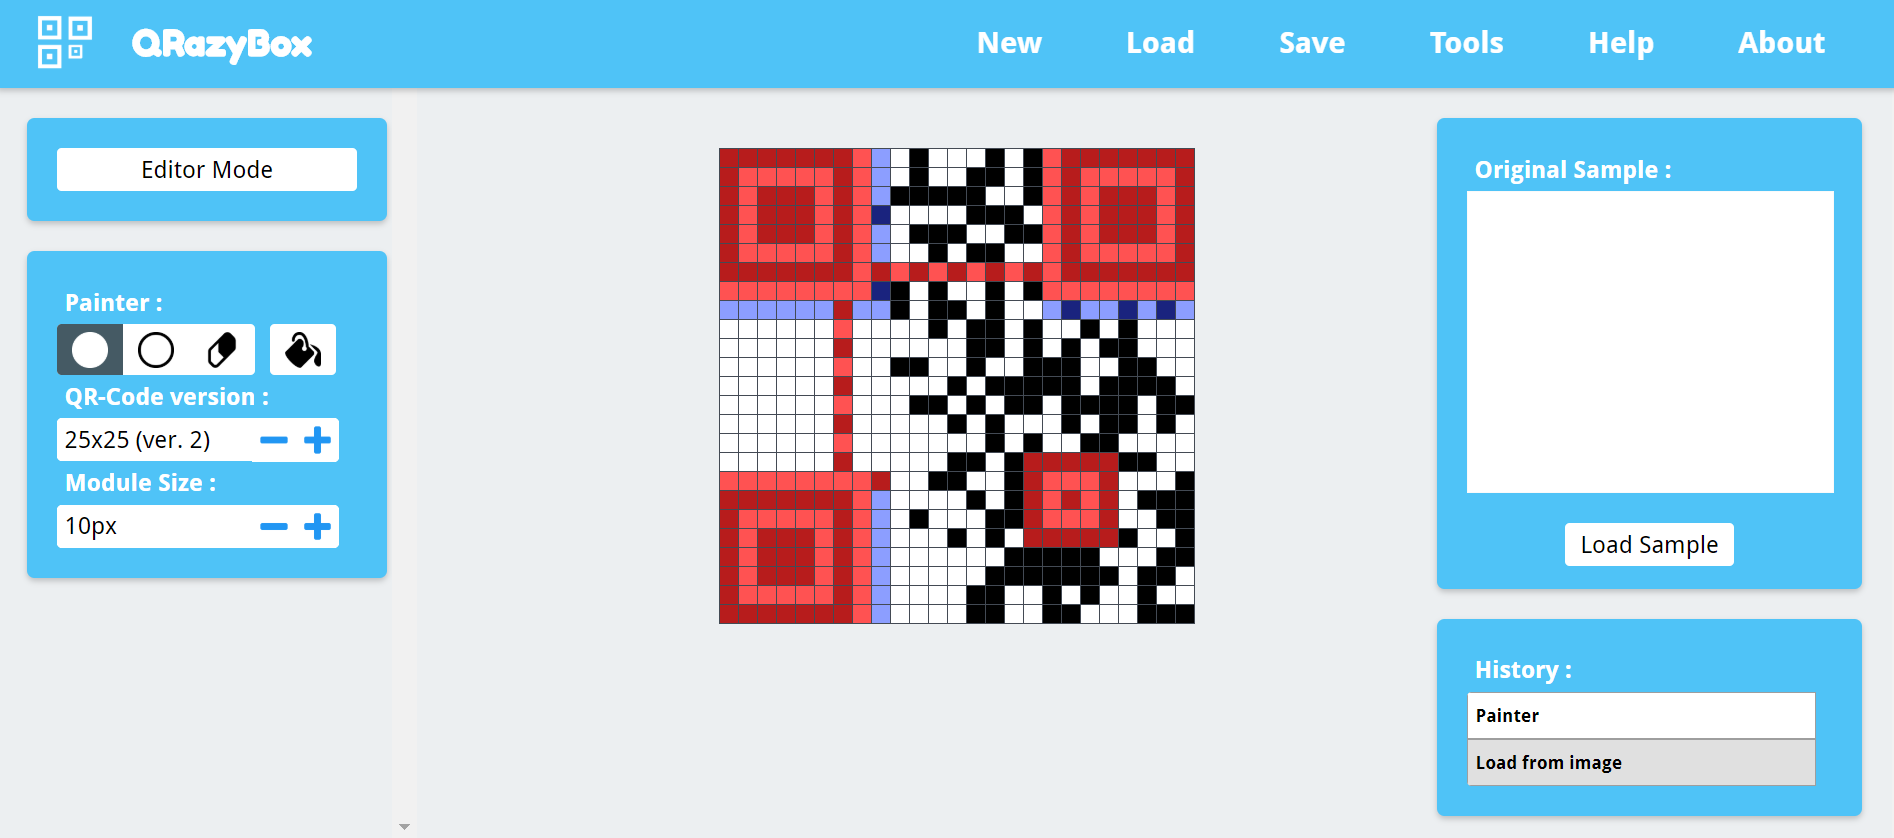 QRazyBox
New
Load
Save
Tools
Help
About
Editor Mode
Painter :
QR-Code version :
25x25 (ver. 2)
Module Size :
10px
Original Sample :
Load Sample
History :
Painter
Load from image